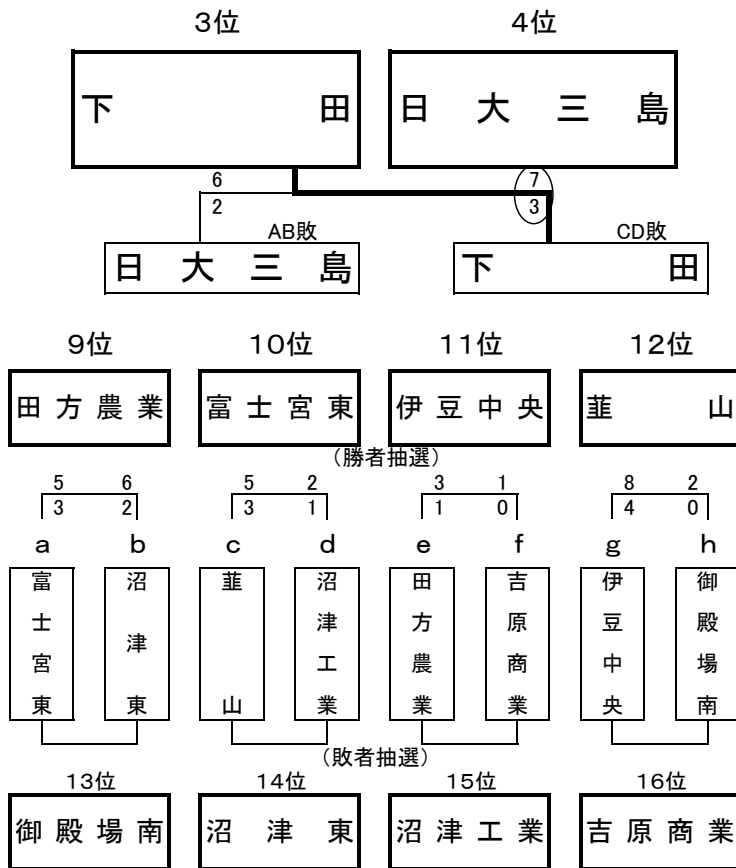 3位 4位
下田 日大三島
6 7
2 3
AB敗 CD敗
日大三島 下田
9位 10位 11位 12位
田方農業 富士宮東 伊豆中央 韮山
(勝者抽選)
5 6 5 2 3 1 8 2
3 2 3 1 1 0 4 0
a b c d e f g h
富士宮東 沼津東 韮山 沼津工業 田方農業 吉原商業 伊豆中央 御殿場南
(敗者抽選)
13位 14位 15位 16位
御殿場南 沼津東 沼津工業 吉原商業